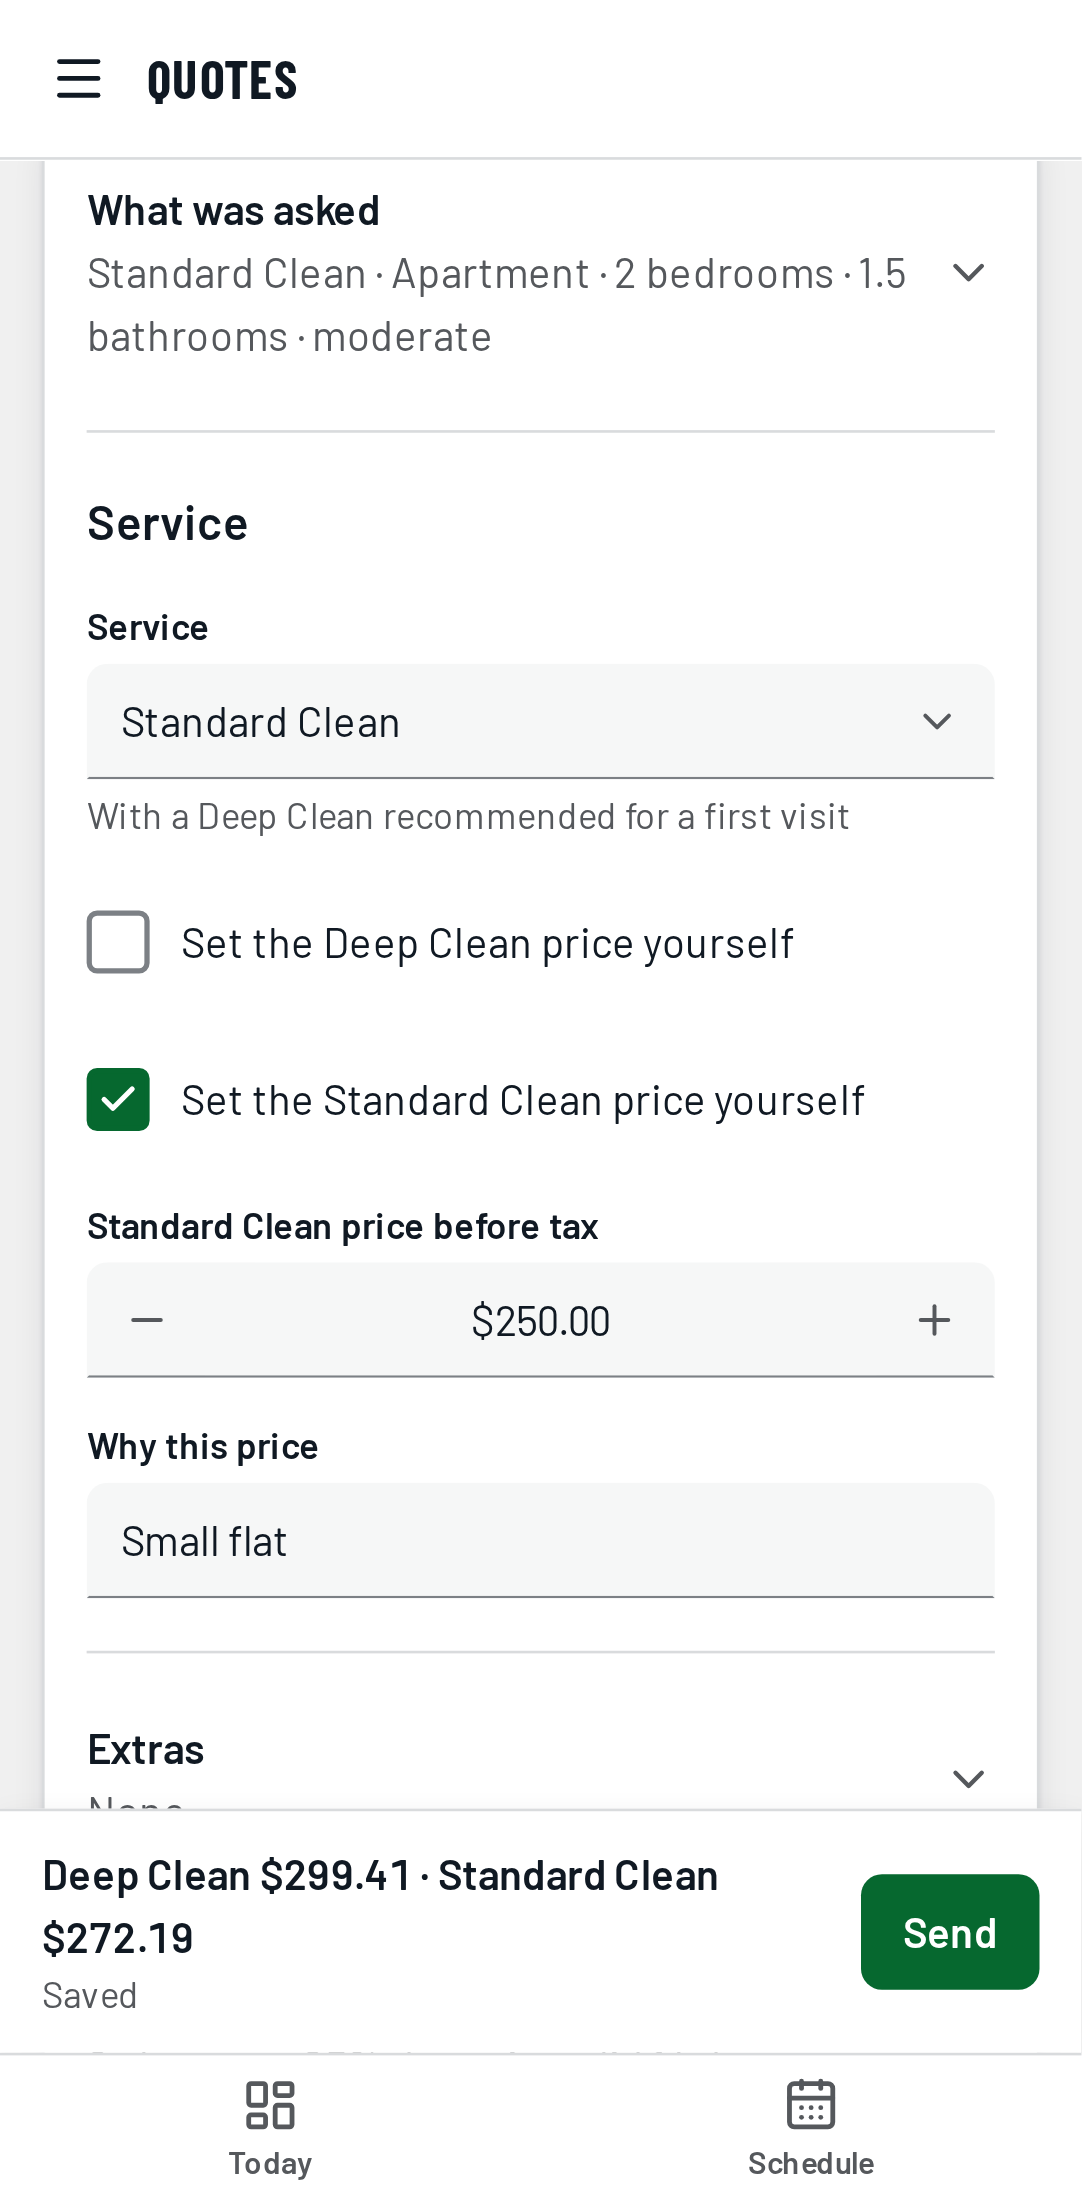 QUOTES
What was asked
Standard Clean · Apartment · 2 bedrooms · 1.5
bathrooms · moderate
Service
Service
Standard Clean
With a Deep Clean recommended for a first visit
Set the Deep Clean price yourself
Set the Standard Clean price yourself
Standard Clean price before tax
$250.00
Why this price
Small flat
Extras
None
Deep Clean $299.41 · Standard Clean
$272.19
Saved
Send
Today
Schedule